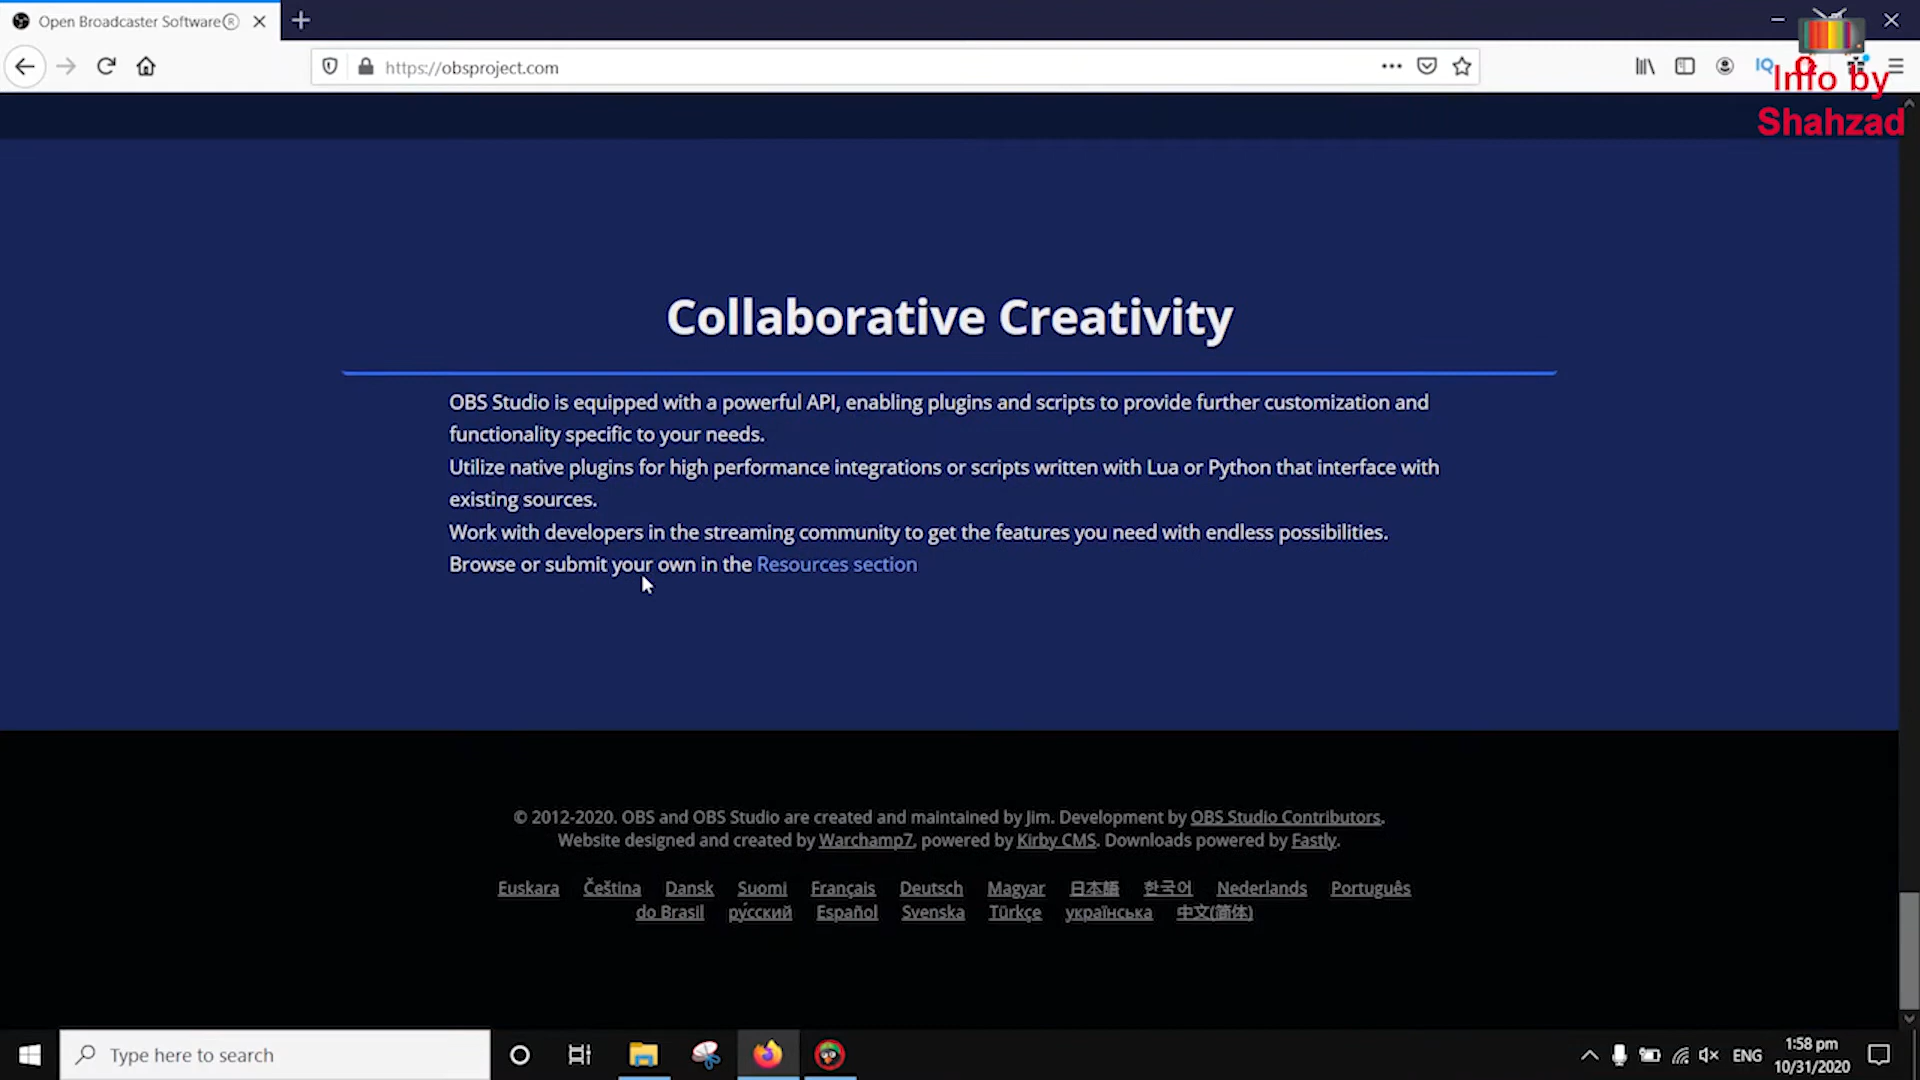 Open Broadcaster Software®
https://obsproject.com
IQ
Info by
Shahzad
Collaborative Creativity
OBS Studio is equipped with a powerful API, enabling plugins and scripts to provide further customization and
functionality specific to your needs.
Utilize native plugins for high performance integrations or scripts written with Lua or Python that interface with
existing sources.
Work with developers in the streaming community to get the features you need with endless possibilities.
Browse or submit your own in the Resources section
© 2012-2020. OBS and OBS Studio are created and maintained by Jim. Development by OBS Studio Contributors.
Website designed and created by Warchamp7, powered by Kirby CMS. Downloads powered by Fastly.
Euskara Čeština Dansk Suomi Français Deutsch Magyar 日本語 한국어 Nederlands Português
do Brasil ру́сский Español Svenska Türkçe українська 中文(简体)
Type here to search
ENG
1:58 pm
10/31/2020